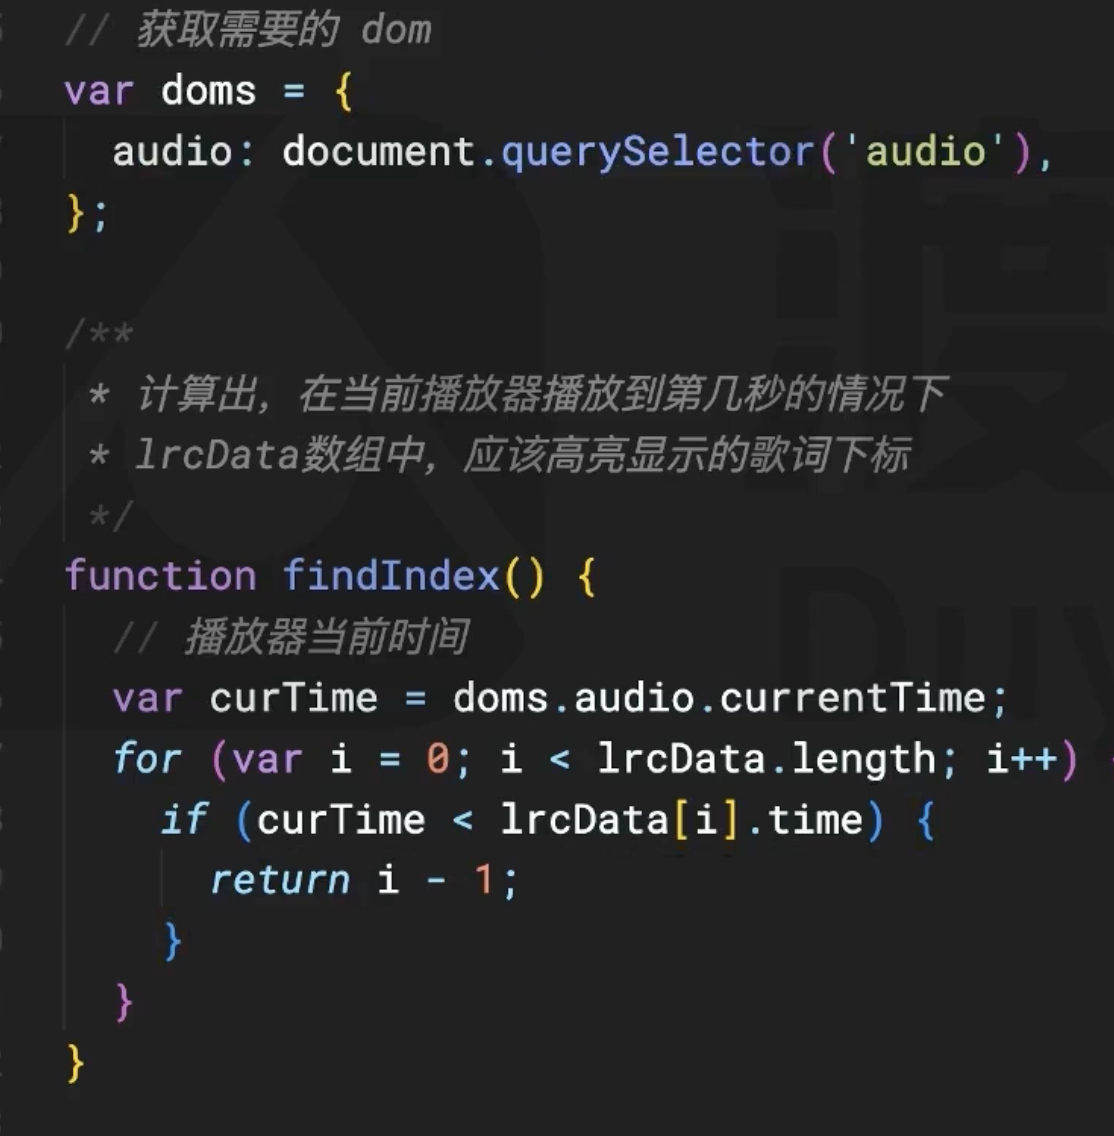 // 获取需要的 dom
var doms = {
  audio: document.querySelector('audio'),
};
/**
 * 计算出，在当前播放器播放到第几秒的情况下
 * lrcData数组中，应该高亮显示的歌词下标
 */
function findIndex() {
  // 播放器当前时间
  var curTime = doms.audio.currentTime;
  for (var i = 0; i < lrcData.length; i++)
    if (curTime < lrcData[i].time) {
      return i - 1;
    }
  }
}